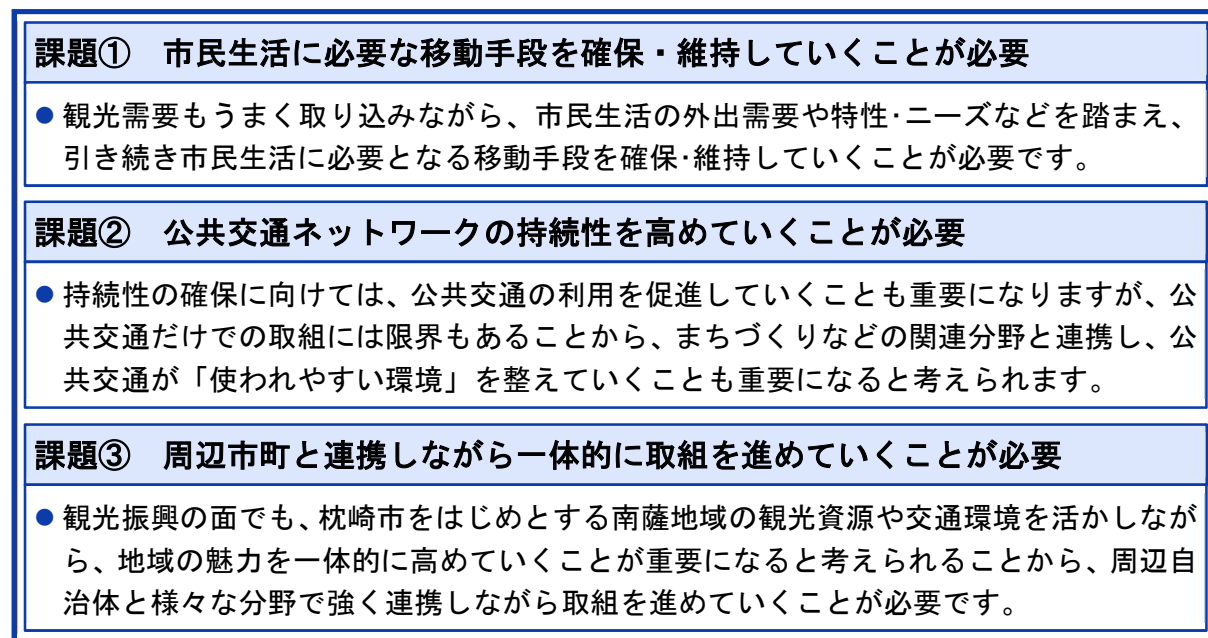 課題① 市民生活に必要な移動手段を確保・維持していくことが必要
● 観光需要もうまく取り込みながら、市民生活の外出需要や特性・ニーズなどを踏まえ、
引き続き市民生活に必要となる移動手段を確保・維持していくことが必要です。
課題② 公共交通ネットワークの持続性を高めていくことが必要
● 持続性の確保に向けては、公共交通の利用を促進していくことも重要になりますが、公
共交通だけでの取組には限界もあることから、まちづくりなどの関連分野と連携し、公
共交通が「使われやすい環境」を整えていくことも重要になると考えられます。
課題③ 周辺市町と連携しながら一体的に取組を進めていくことが必要
● 観光振興の面でも、枕崎市をはじめとする南薩地域の観光資源や交通環境を活かしなが
ら、地域の魅力を一体的に高めていくことが重要になると考えられることから、周辺自
治体と様々な分野で強く連携しながら取組を進めていくことが必要です。